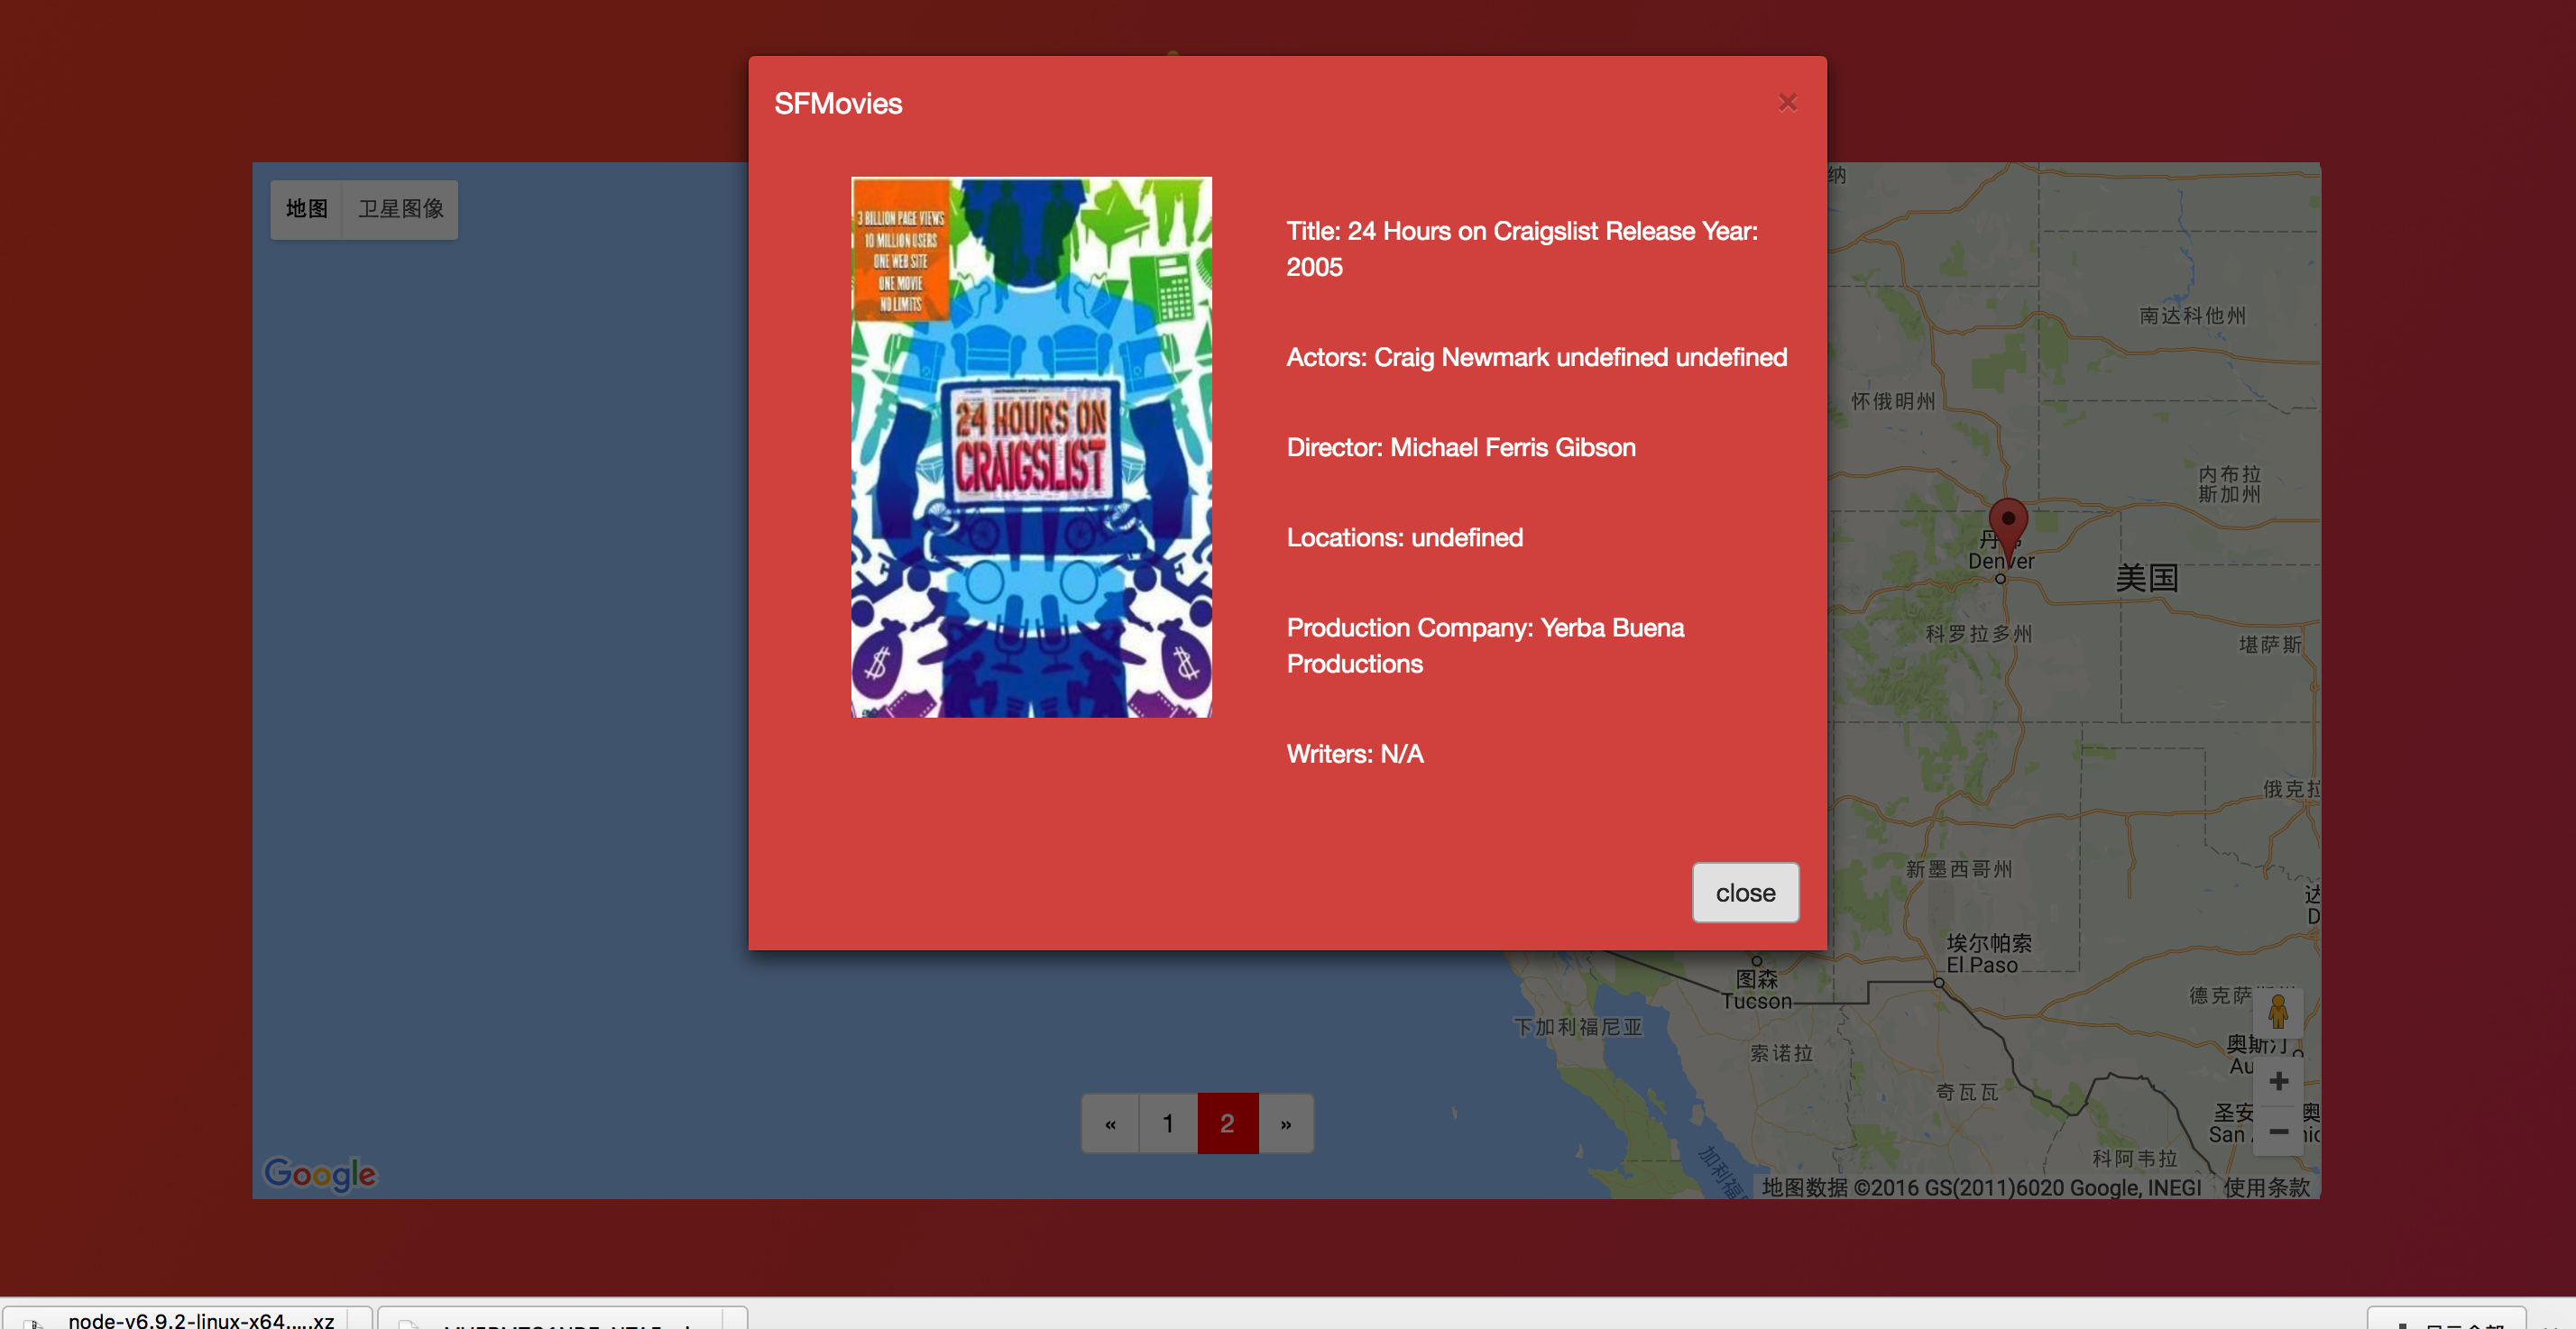 SFMovies
×
地图 卫星图像
3 BILLION PAGE VIEWS
10 MILLION USERS
ONE WEB SITE
ONE MOVIE
NO LIMITS
24 HOURS ON
CRAIGSLIST
Title: 24 Hours on Craigslist Release Year:
2005
Actors: Craig Newmark undefined undefined
Director: Michael Ferris Gibson
Locations: undefined
Production Company: Yerba Buena
Productions
Writers: N/A
close
纳
南达科他州
怀俄明州
内布拉
斯加州
Denver
美国
科罗拉多州
堪萨斯
俄克拉
新墨西哥州
达
D
埃尔帕索
El Paso
图森
Tucson
德克萨
下加利福尼亚
索诺拉
奥斯汀
Au
奇瓦瓦
圣安
San
科阿韦拉
加利福
« 1 2 »
+
−
Google
地图数据 ©2016 GS(2011)6020 Google, INEGI 使用条款
node-v6.9.2-linux-x64....xz